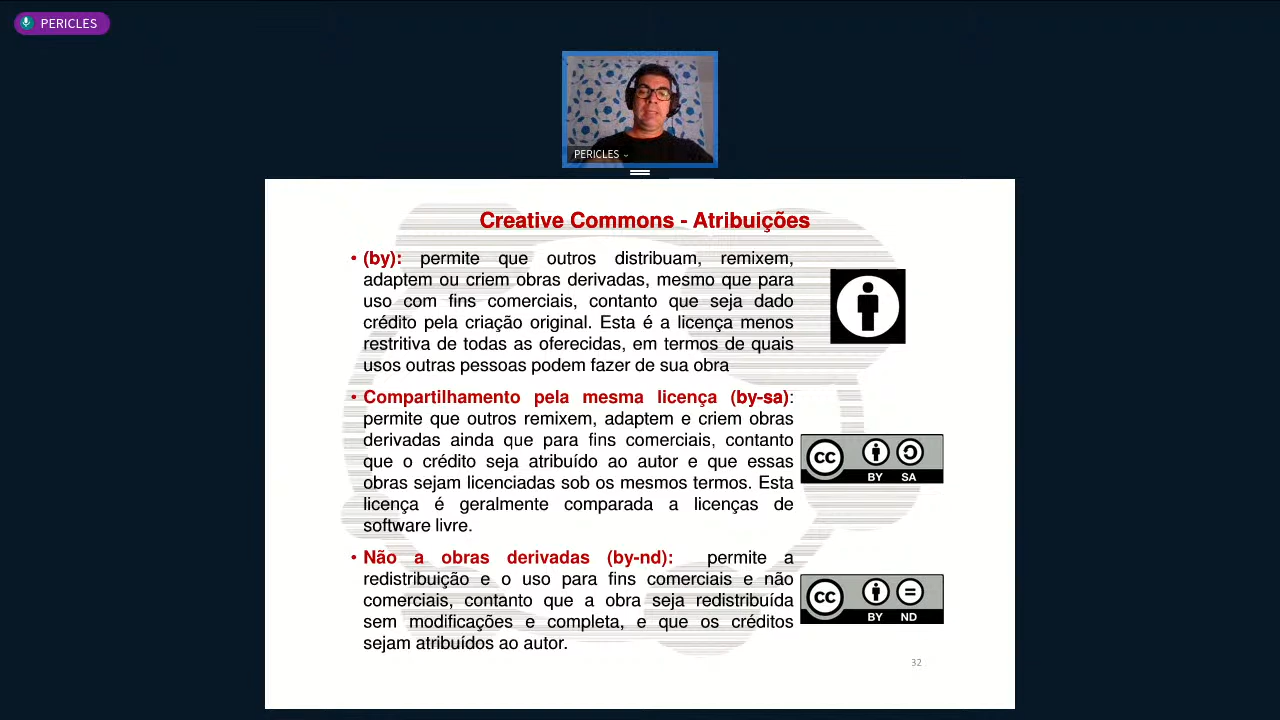 PERICLES
PERICLES
Creative Commons - Atribuições
• (by): permite que outros distribuam, remixem,
adaptem ou criem obras derivadas, mesmo que para
uso com fins comerciais, contanto que seja dado
crédito pela criação original. Esta é a licença menos
restritiva de todas as oferecidas, em termos de quais
usos outras pessoas podem fazer de sua obra
• Compartilhamento pela mesma licença (by-sa):
permite que outros remixem, adaptem e criem obras
derivadas ainda que para fins comerciais, contanto
que o crédito seja atribuído ao autor e que essas
obras sejam licenciadas sob os mesmos termos. Esta
licença é geralmente comparada a licenças de
software livre.
cc
BY SA
• Não a obras derivadas (by-nd): permite a
redistribuição e o uso para fins comerciais e não
comerciais, contanto que a obra seja redistribuída
sem modificações e completa, e que os créditos
sejam atribuídos ao autor.
cc
BY ND
32